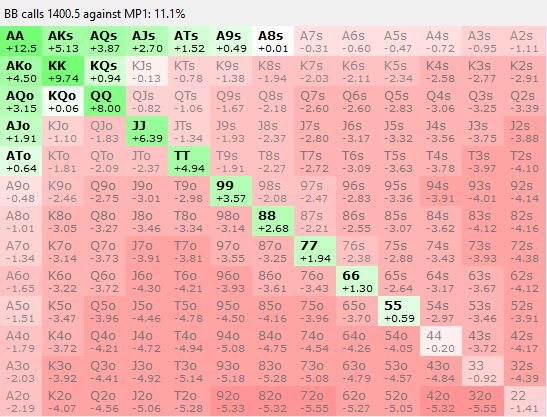 BB calls 1400.5 against MP1: 11.1%
AA AKs AQs AJs ATs A9s A8s A7s A6s A5s A4s A3s A2s
+12.5 +5.13 +3.87 +2.70 +1.52 +0.49 +0.01 -0.31 -0.60 -0.47 -0.72 -0.95 -1.11
AKo KK KQs KJs KTs K9s K8s K7s K6s K5s K4s K3s K2s
+4.50 +9.74 +0.94 -0.13 -0.78 -1.38 -1.94 -2.03 -2.11 -2.34 -2.58 -2.77 -2.91
AQo KQo QQ QJs QTs Q9s Q8s Q7s Q6s Q5s Q4s Q3s Q2s
+3.15 +0.06 +8.00 -0.82 -1.06 -1.67 -2.18 -2.60 -2.60 -2.83 -3.06 -3.25 -3.39
AJo KJo QJo JJ JTs J9s J8s J7s J6s J5s J4s J3s J2s
+1.91 -1.10 -1.83 +6.39 -1.34 -1.93 -2.37 -2.80 -3.17 -3.32 -3.56 -3.75 -3.88
ATo KTo QTo JTo TT T9s T8s T7s T6s T5s T4s T3s T2s
+0.64 -1.81 -2.09 -2.37 +4.94 -1.91 -2.27 -2.72 -3.09 -3.63 -3.78 -3.97 -4.10
A9o K9o Q9o J9o T9o 99 98s 97s 96s 95s 94s 93s 92s
-0.48 -2.46 -2.75 -3.01 -2.98 +3.57 -2.08 -2.47 -2.83 -3.36 -3.91 -4.01 -4.14
A8o K8o Q8o J8o T8o 98o 88 87s 86s 85s 84s 83s 82s
-1.01 -3.05 -3.27 -3.46 -3.34 -3.14 +2.68 -2.21 -2.55 -3.07 -3.62 -4.12 -4.16
A7o K7o Q7o J7o T7o 97o 87o 77 76s 75s 74s 73s 72s
-1.34 -3.14 -3.73 -3.91 -3.81 -3.55 -3.25 +1.94 -2.38 -2.88 -3.43 -3.93 -4.38
A6o K6o Q6o J6o T6o 96o 86o 76o 66 65s 64s 63s 62s
-1.65 -3.22 -3.72 -4.30 -4.21 -3.93 -3.61 -3.43 +1.30 -2.64 -3.17 -3.67 -4.12
A5o K5o Q5o J5o T5o 95o 85o 75o 65o 55 54s 53s 52s
-1.51 -3.47 -3.96 -4.46 -4.78 -4.50 -4.16 -3.96 -3.70 +0.59 -2.97 -3.46 -3.91
A4o K4o Q4o J4o T4o 94o 84o 74o 64o 54o 44 43s 42s
-1.79 -3.72 -4.21 -4.72 -4.94 -5.08 -4.75 -4.54 -4.26 -4.05 -0.20 -3.72 -4.17
A3o K3o Q3o J3o T3o 93o 83o 73o 63o 53o 43o 33 32s
-2.03 -3.92 -4.41 -4.92 -5.14 -5.18 -5.28 -5.08 -4.79 -4.57 -4.84 -0.92 -4.39
A2o K2o Q2o J2o T2o 92o 82o 72o 62o 52o 42o 32o 22
-2.19 -4.07 -4.56 -5.06 -5.28 -5.33 -5.32 -5.55 -5.27 -5.05 -5.32 -5.55 -1.41